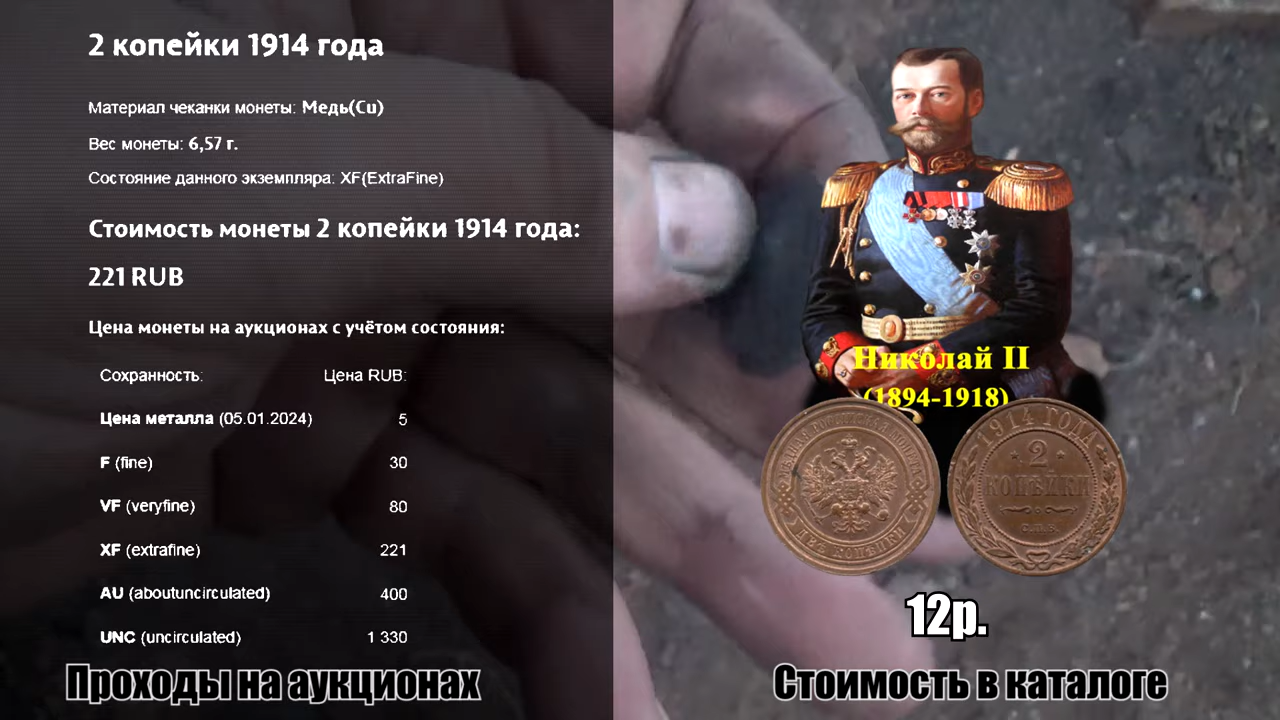 2 копейки 1914 года
Материал чеканки монеты: Медь(Cu)
Вес монеты: 6,57 г.
Состояние данного экземпляра: XF(ExtraFine)
Стоимость монеты 2 копейки 1914 года:
221 RUB
Цена монеты на аукционах с учётом состояния:
Сохранность: Цена RUB:
Цена металла (05.01.2024) 5
F (fine) 30
VF (veryfine) 80
XF (extrafine) 221
AU (aboutuncirculated) 400
UNC (uncirculated) 1 330
Проходы на аукционах
Николай II
(1894-1918)
ДВѢ КОПѢЙКИ
1914 ГОДА
2
КОПѢЙКИ
С.П.Б.
12р.
Стоимость в каталоге